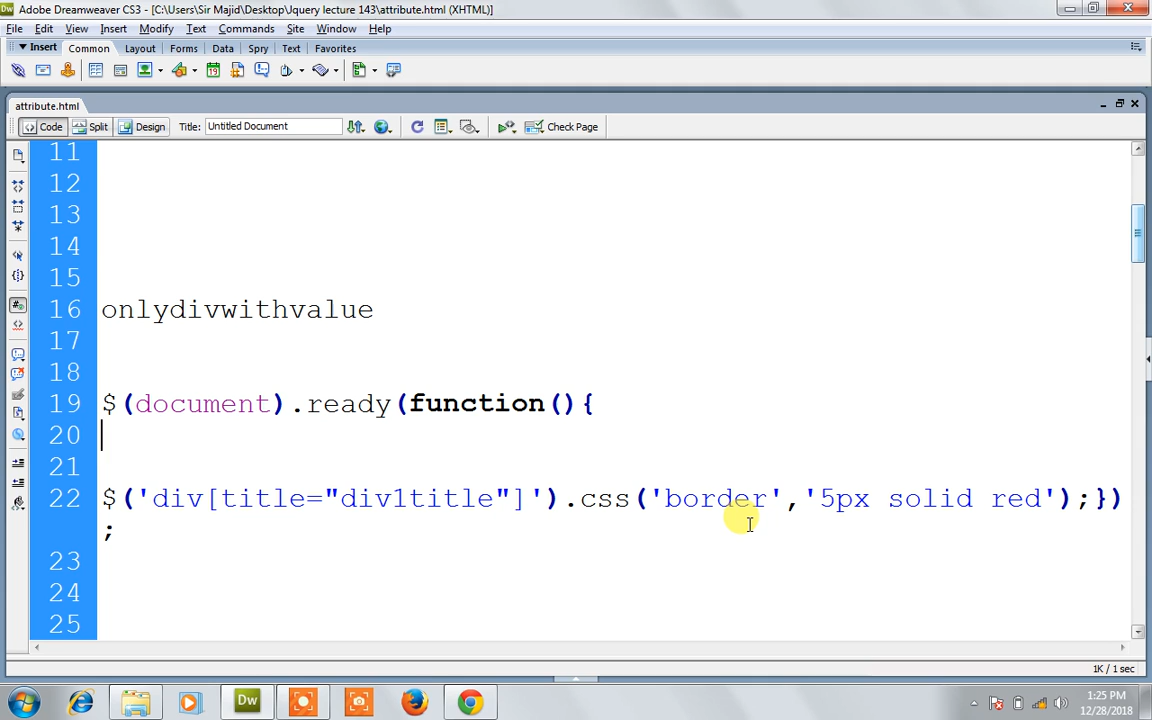 Dw Adobe Dreamweaver CS3 - [C:\Users\Sir Majid\Desktop\Jquery lecture 143\attribute.html (XHTML)]
File Edit View Insert Modify Text Commands Site Window Help
Insert Common Layout Forms Data Spry Text Favorites
attribute.html
Code Split Design Title: Untitled Document Check Page
11
12
13
14
15
16 onlydivwithvalue
17
18
19 $(document).ready(function(){
20
21
22 $('div[title="div1title"]').css('border','5px solid red');})
;
23
24
25
1K / 1 sec
Dw
1:25 PM
12/28/2018